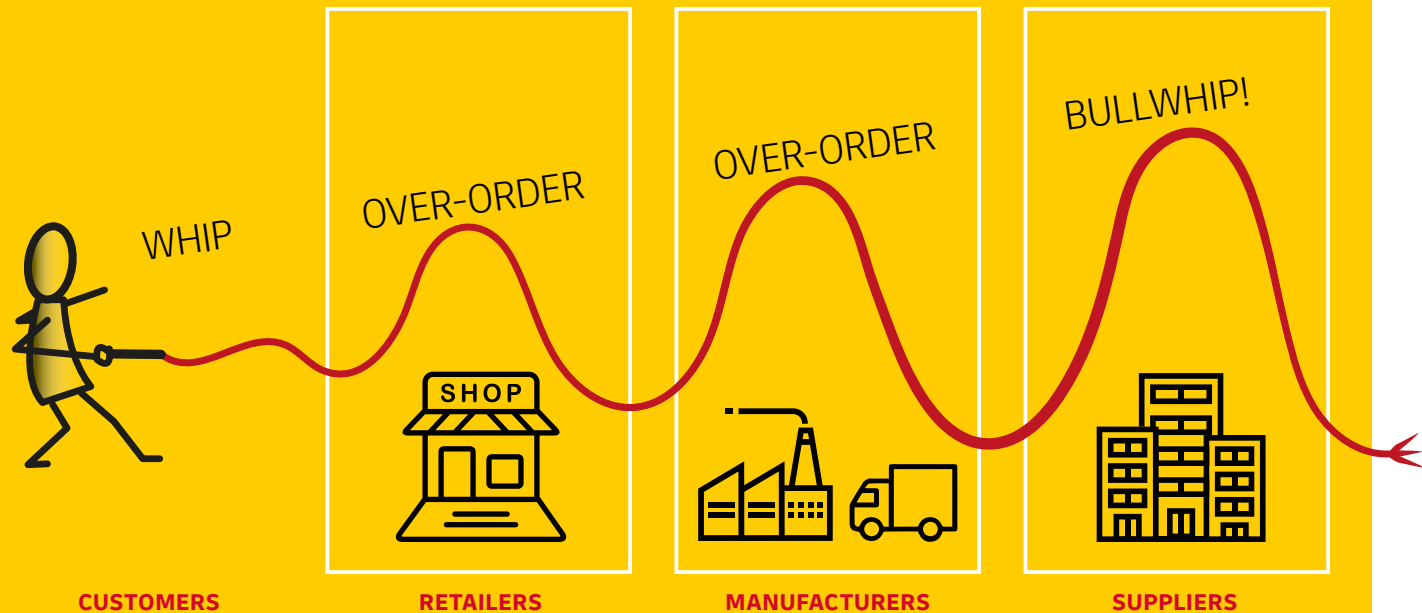 WHIP
OVER-ORDER
OVER-ORDER
BULLWHIP!
SHOP
CUSTOMERS
RETAILERS
MANUFACTURERS
SUPPLIERS